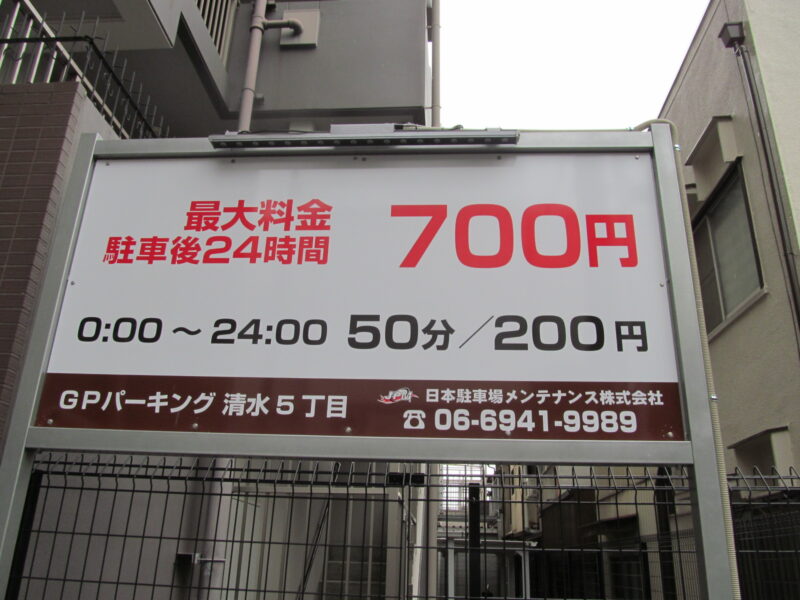 最大料金
駐車後24時間 700円
0:00 ～ 24:00 50分／200円
GPパーキング 清水5丁目
JPM 日本駐車場メンテナンス株式会社
☎ 06-6941-9989